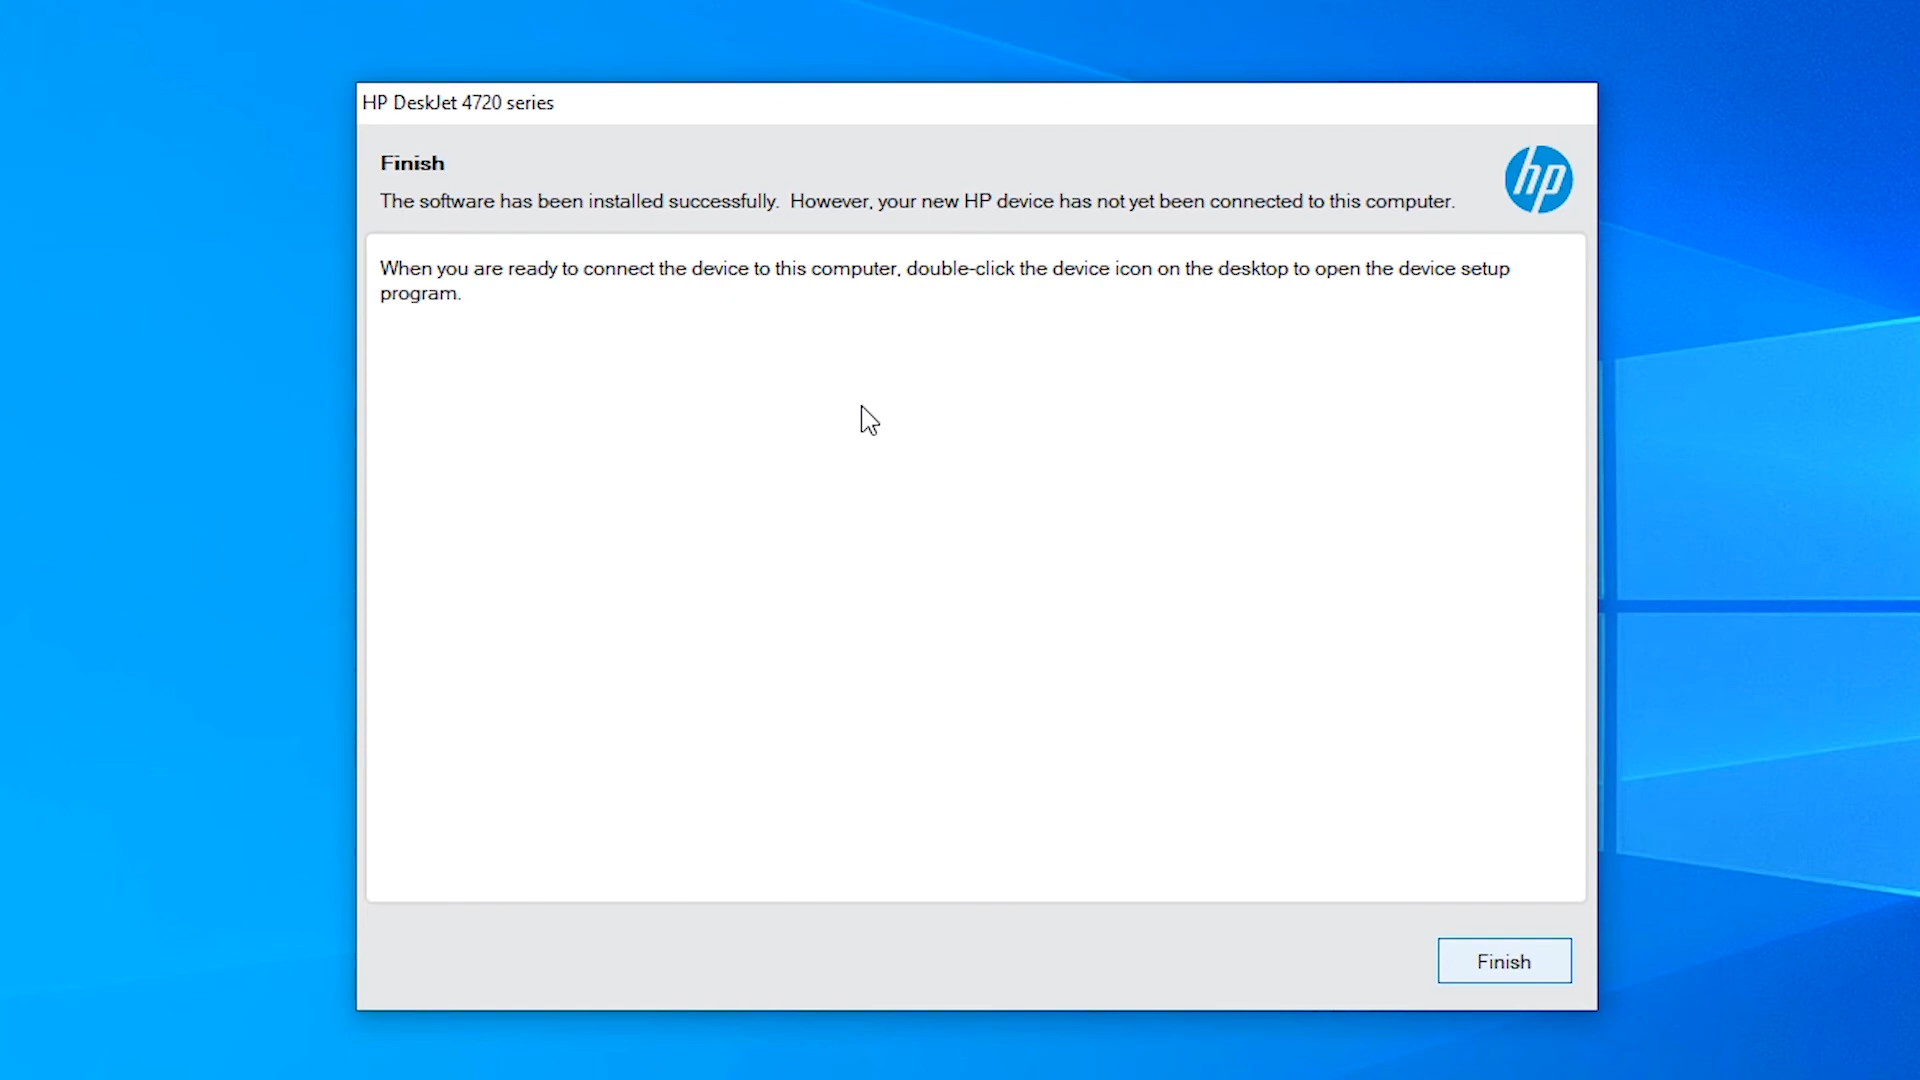 HP DeskJet 4720 series
Finish
hp
The software has been installed successfully.  However, your new HP device has not yet been connected to this computer.
When you are ready to connect the device to this computer, double-click the device icon on the desktop to open the device setup
program.
Finish